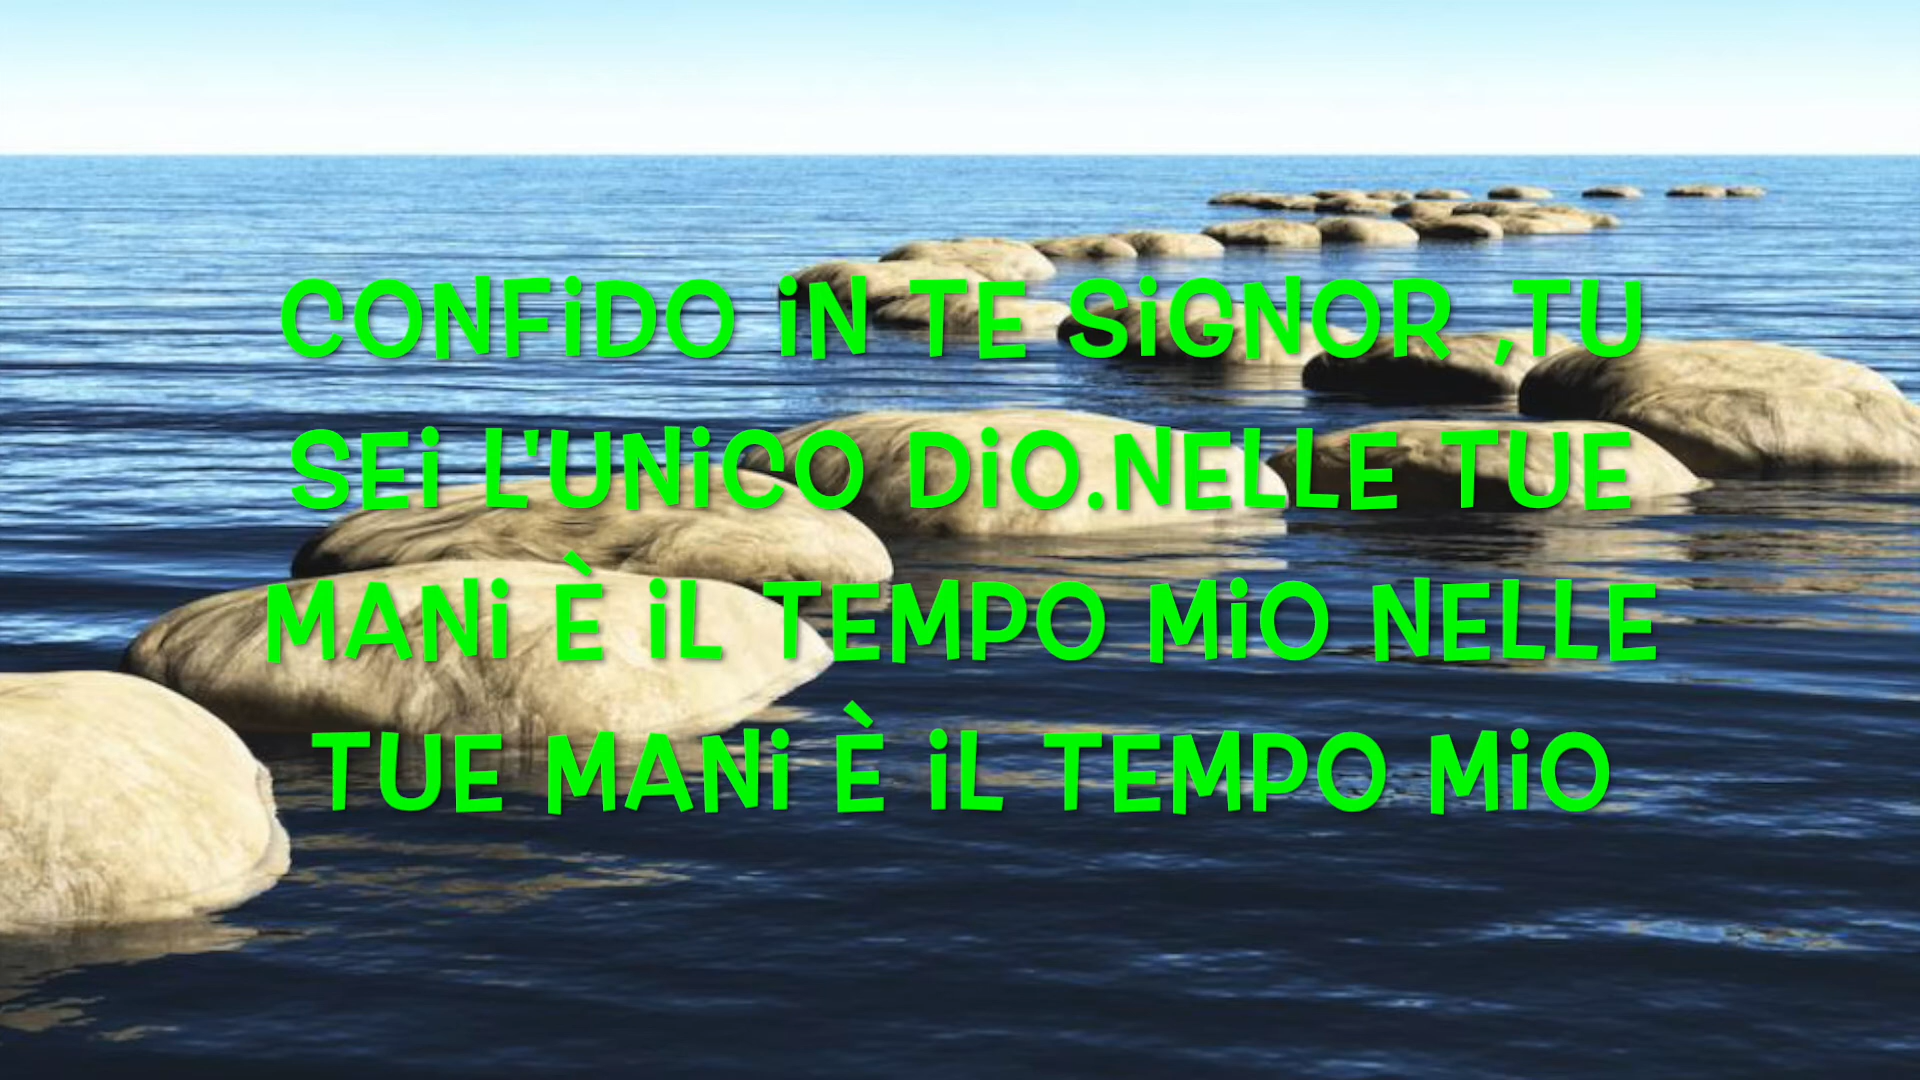 CONFiDO iN TE SiGNOR ,TU
SEi L'UNiCO DiO.NELLE TUE
MANi È iL TEMPO MiO NELLE
TUE MANi È iL TEMPO MiO